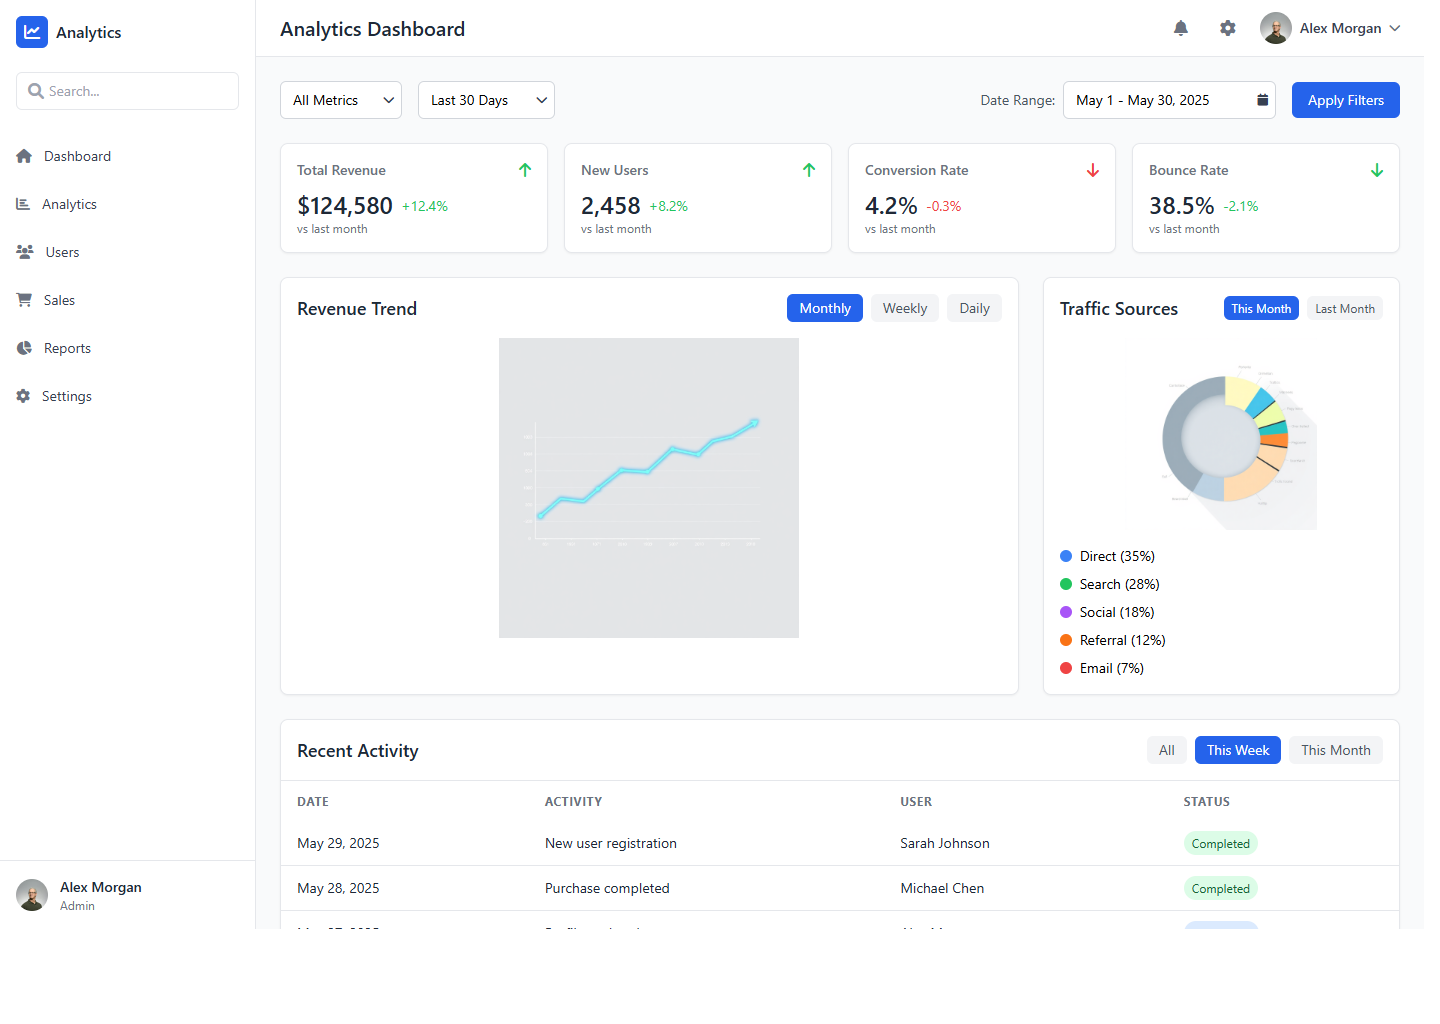 Analytics
Search...
Dashboard
Analytics
Users
Sales
Reports
Settings
Alex Morgan
Admin
Analytics Dashboard
Alex Morgan
All Metrics
Last 30 Days
Date Range:
May 1 - May 30, 2025
Apply Filters
Total Revenue
$124,580 +12.4%
vs last month
New Users
2,458 +8.2%
vs last month
Conversion Rate
4.2% -0.3%
vs last month
Bounce Rate
38.5% -2.1%
vs last month
Revenue Trend
Monthly Weekly Daily
Traffic Sources
This Month Last Month
Direct (35%)
Search (28%)
Social (18%)
Referral (12%)
Email (7%)
Recent Activity
All This Week This Month
DATE ACTIVITY USER STATUS
May 29, 2025 New user registration Sarah Johnson Completed
May 28, 2025 Purchase completed Michael Chen Completed